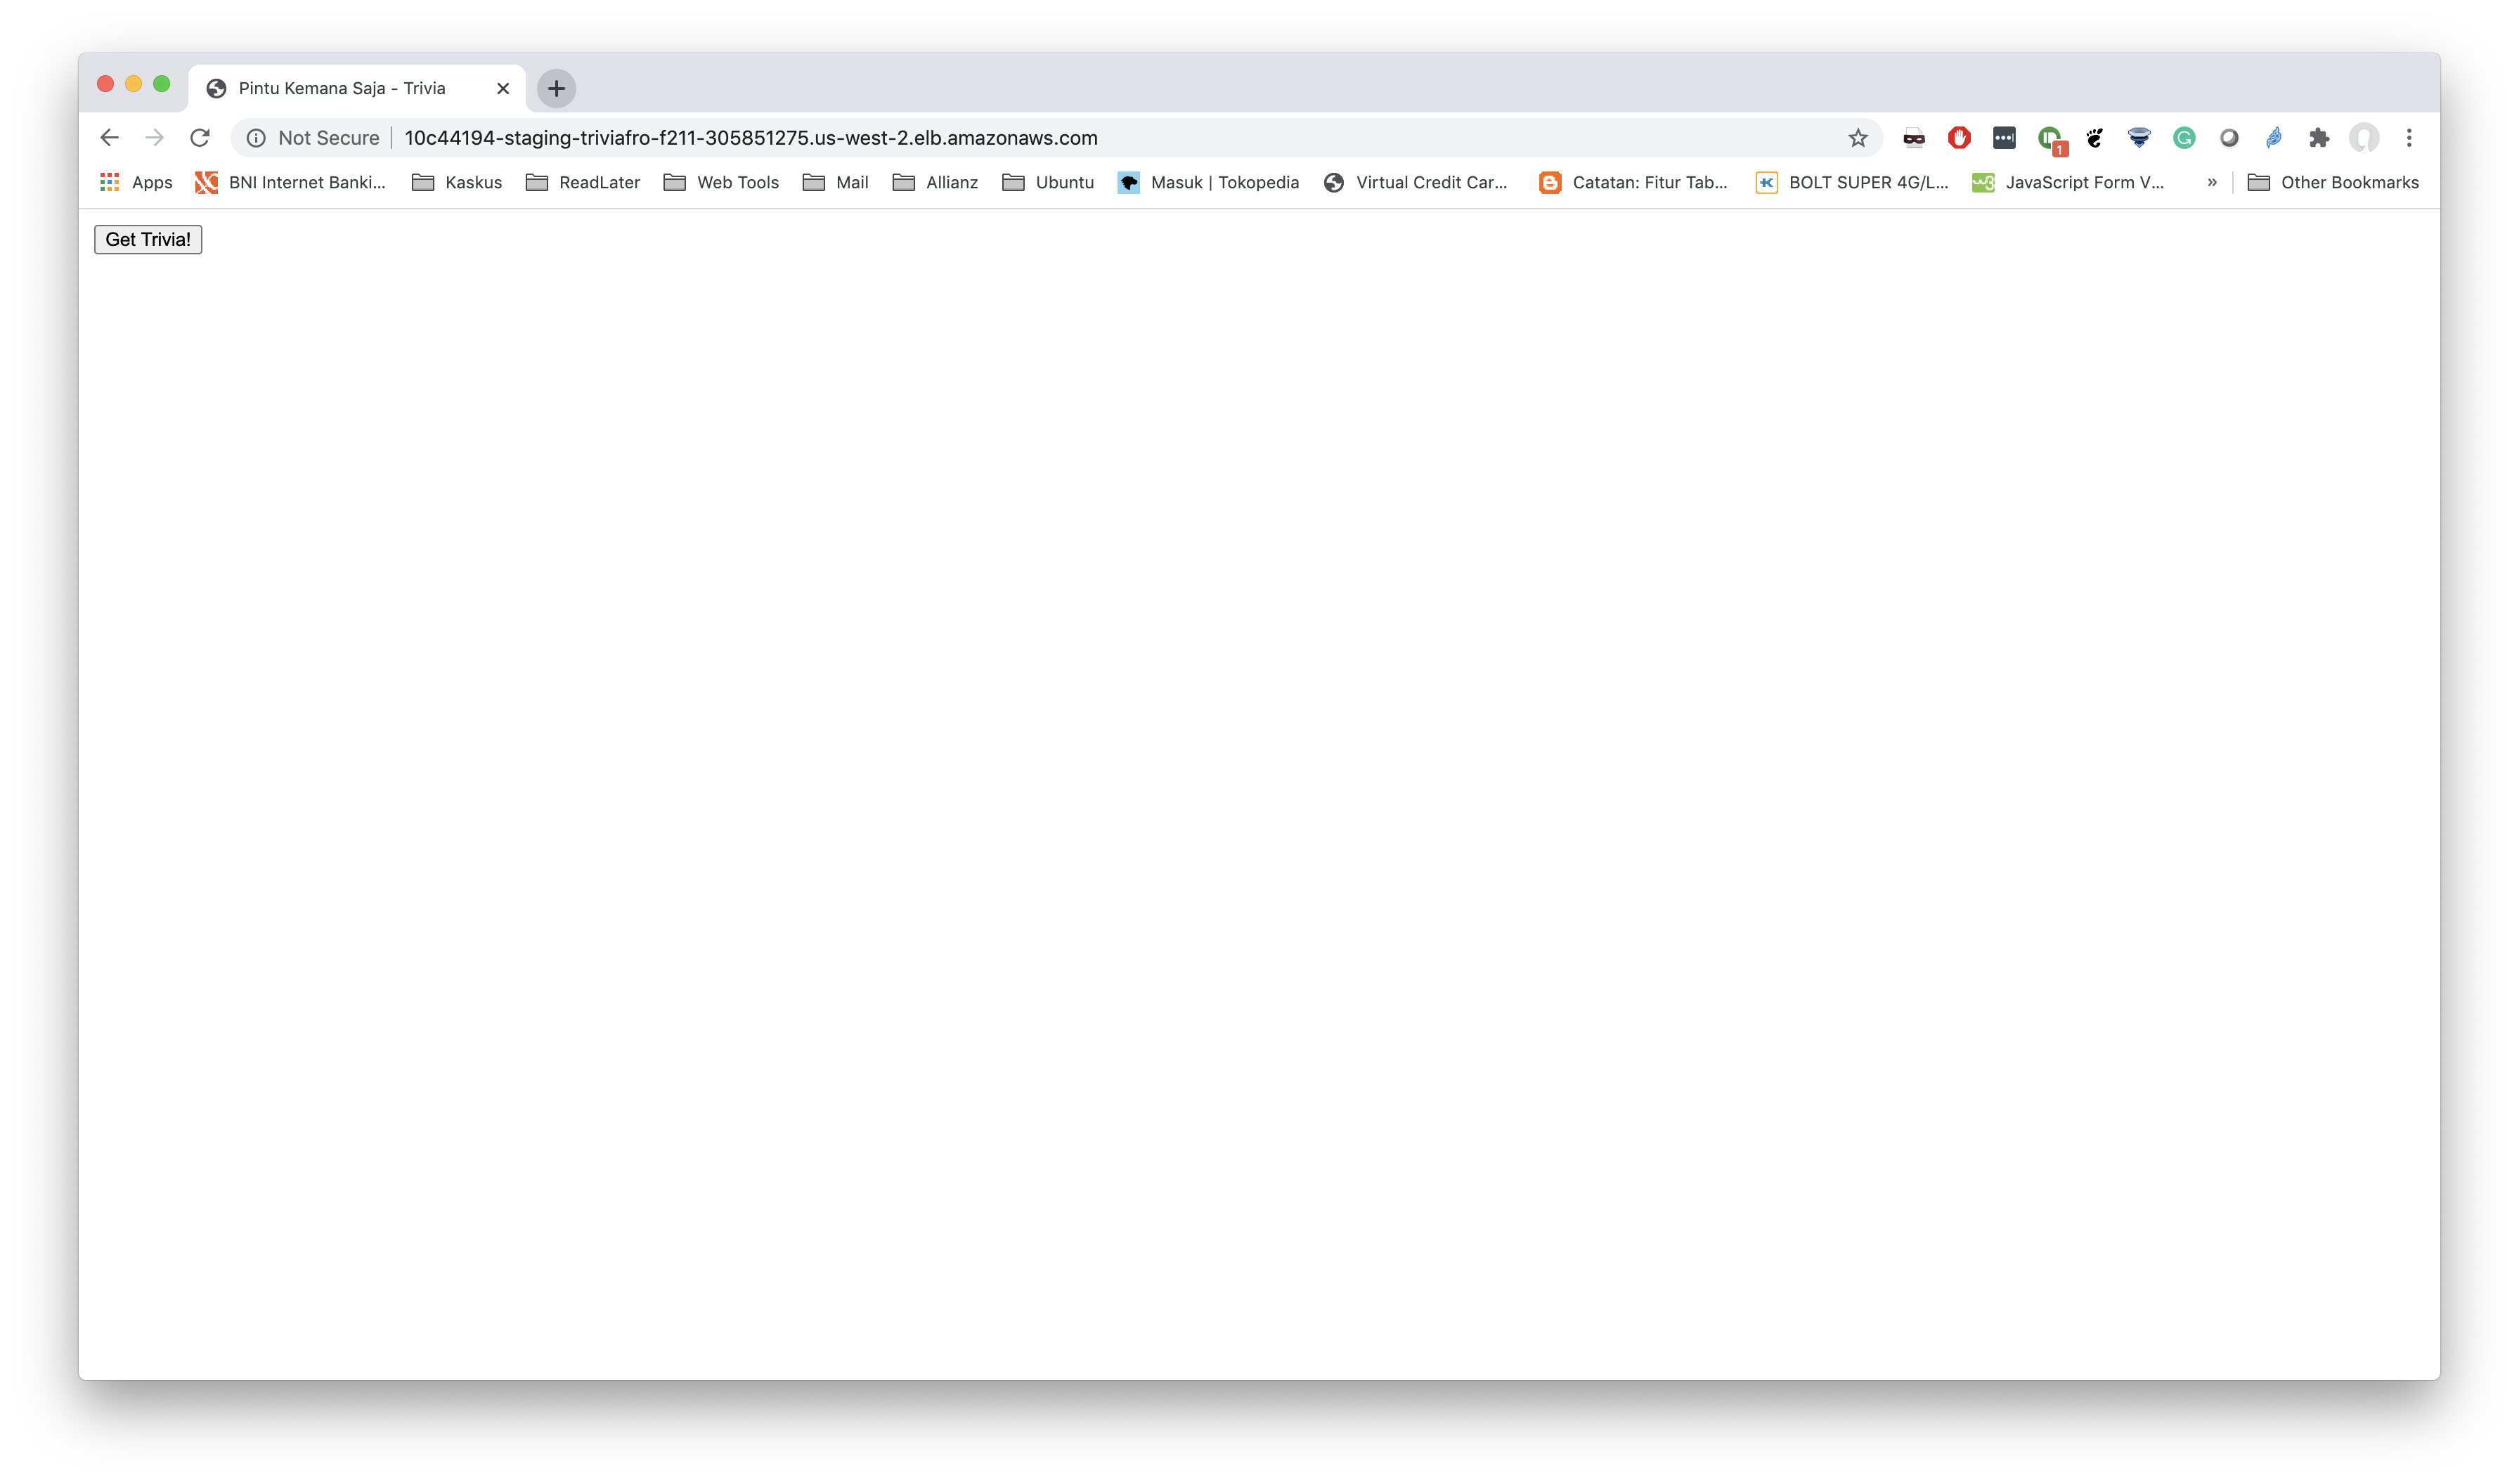 Pintu Kemana Saja - Trivia
Not Secure 10c44194-staging-triviafro-f211-305851275.us-west-2.elb.amazonaws.com 1
Apps BNI Internet Banki... Kaskus ReadLater Web Tools Mail Allianz Ubuntu Masuk | Tokopedia Virtual Credit Car... Catatan: Fitur Tab... BOLT SUPER 4G/L... JavaScript Form V... » Other Bookmarks
Get Trivia!